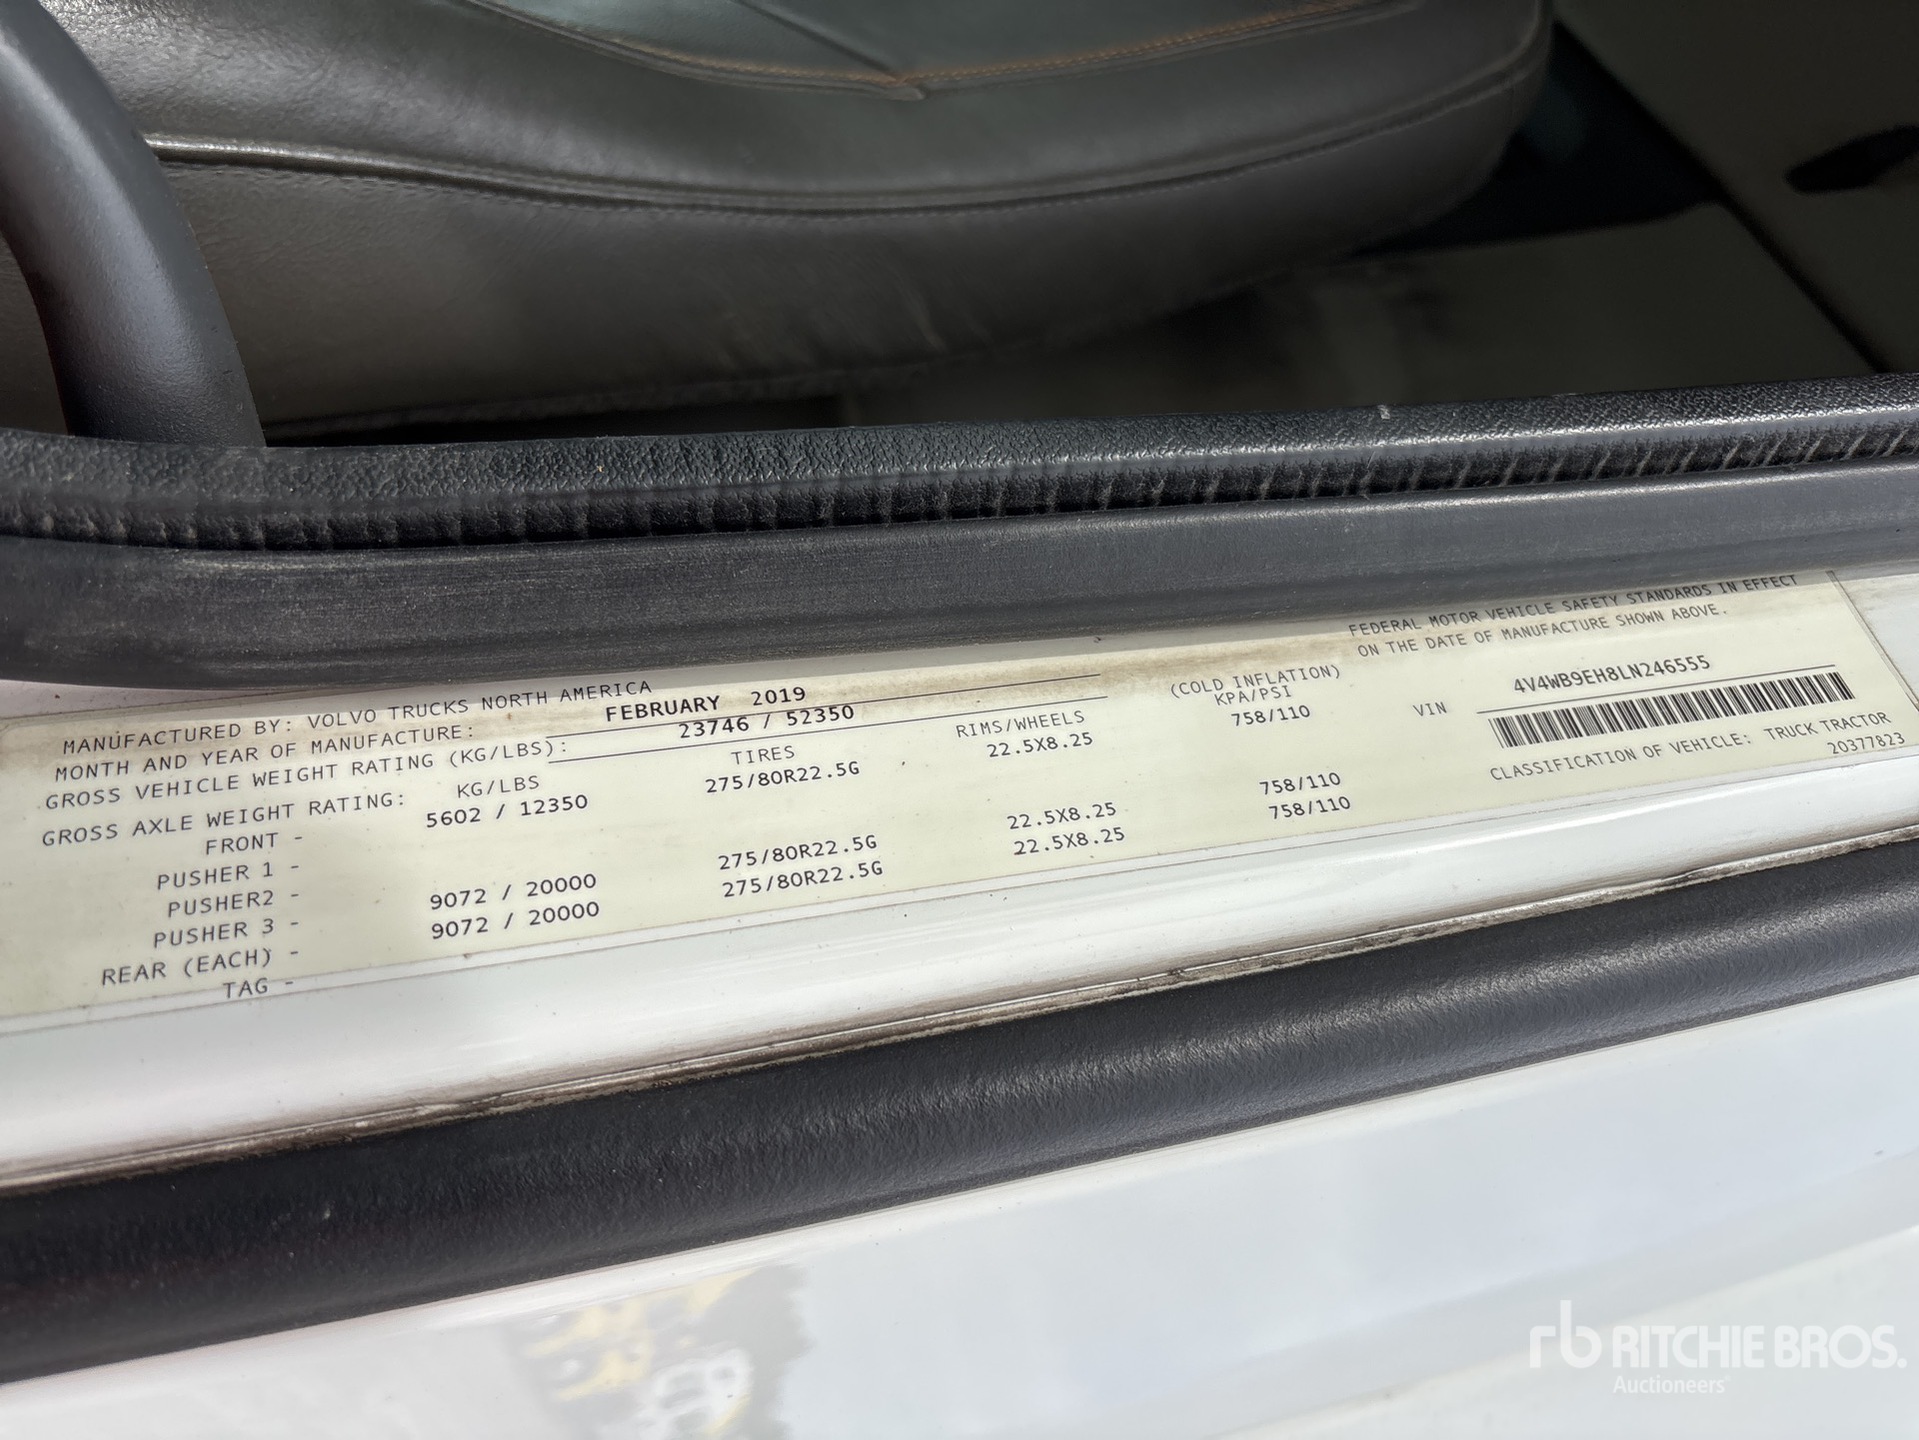 MANUFACTURED BY: VOLVO TRUCKS NORTH AMERICA
MONTH AND YEAR OF MANUFACTURE: FEBRUARY 2019
GROSS VEHICLE WEIGHT RATING (KG/LBS): 23746 / 52350
GROSS AXLE WEIGHT RATING: KG/LBS TIRES RIMS/WHEELS (COLD INFLATION) KPA/PSI
FRONT - 5602 / 12350 275/80R22.5G 22.5X8.25 758/110
PUSHER 1 -
PUSHER2 -
PUSHER 3 - 9072 / 20000 275/80R22.5G 22.5X8.25 758/110
REAR (EACH) - 9072 / 20000 275/80R22.5G 22.5X8.25 758/110
TAG -
FEDERAL MOTOR VEHICLE SAFETY STANDARDS IN EFFECT
ON THE DATE OF MANUFACTURE SHOWN ABOVE.
VIN 4V4WB9EH8LN246555
CLASSIFICATION OF VEHICLE: TRUCK TRACTOR
20377823
rb RITCHIE BROS.
Auctioneers